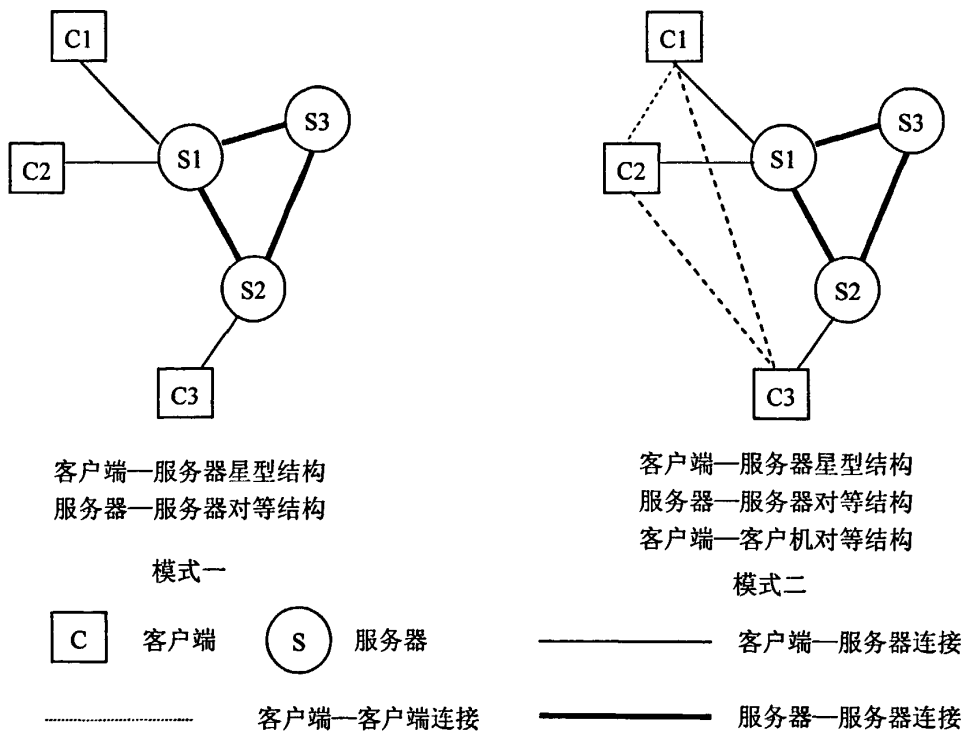 C1
C2
S1
S3
S2
C3
客户端—服务器星型结构
服务器—服务器对等结构
模式一
C1
C2
S1
S3
S2
C3
客户端—服务器星型结构
服务器—服务器对等结构
客户端—客户机对等结构
模式二
C 客户端 S 服务器 客户端—服务器连接
客户端—客户端连接 服务器—服务器连接